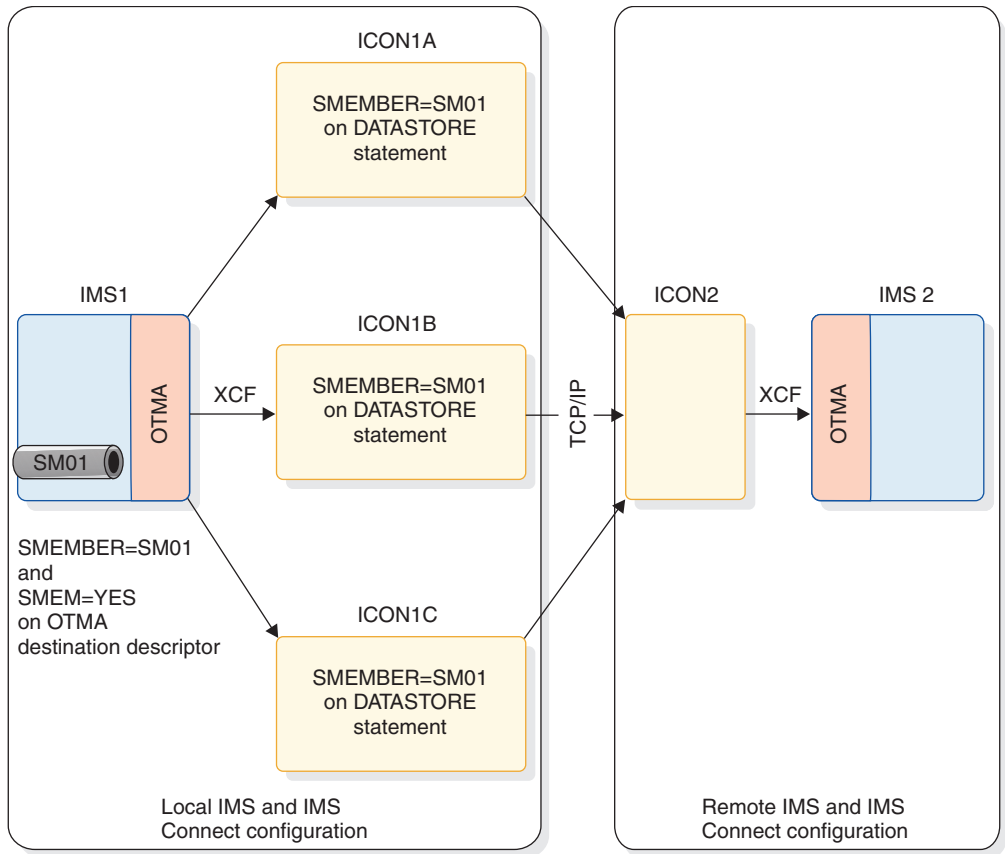 ICON1A
SMEMBER=SM01
on DATASTORE
statement
IMS1
OTMA
SM01
XCF
ICON1B
SMEMBER=SM01
on DATASTORE
statement
TCP/IP
ICON2
XCF
IMS 2
OTMA
SMEMBER=SM01
and
SMEM=YES
on OTMA
destination descriptor
ICON1C
SMEMBER=SM01
on DATASTORE
statement
Local IMS and IMS
Connect configuration
Remote IMS and IMS
Connect configuration